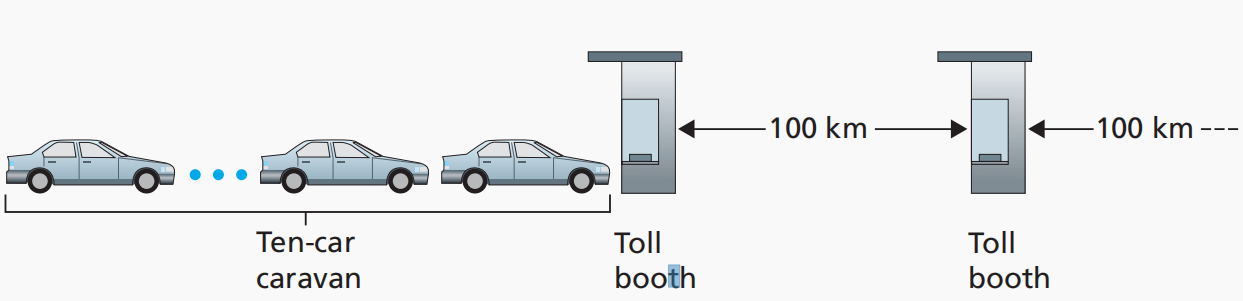 100 km
100 km
Ten-car
caravan
Toll
booth
Toll
booth